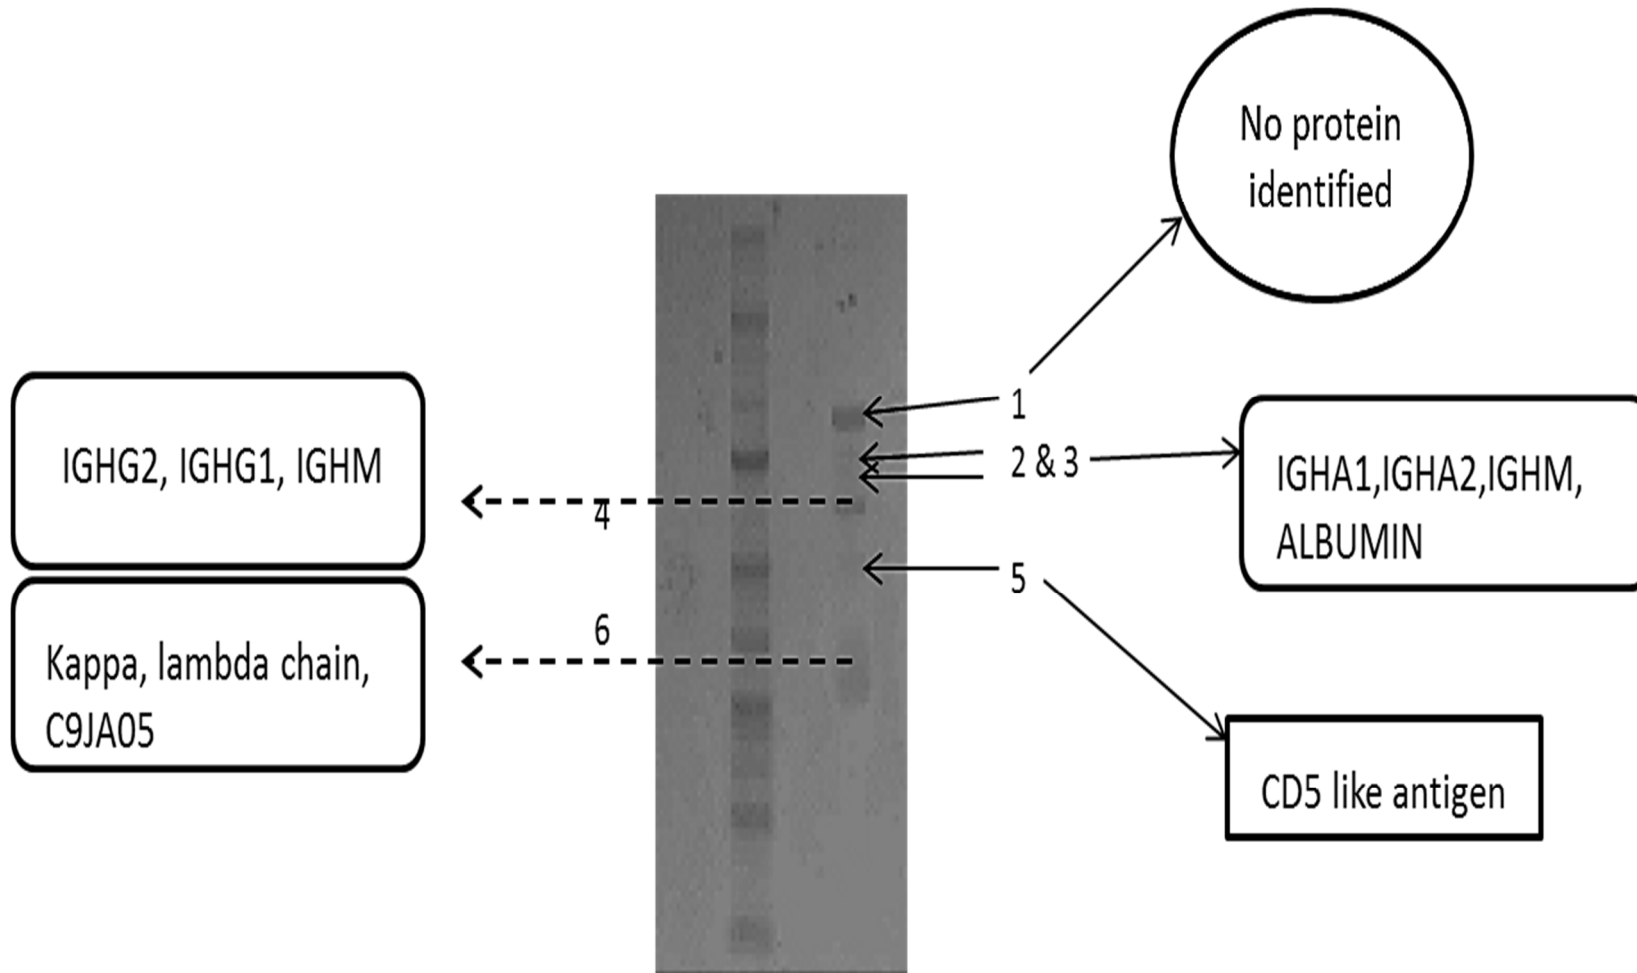 No protein
identified
1
2 & 3
IGHG2, IGHG1, IGHM
IGHA1,IGHA2,IGHM,
ALBUMIN
4
5
6
Kappa, lambda chain,
C9JA05
CD5 like antigen